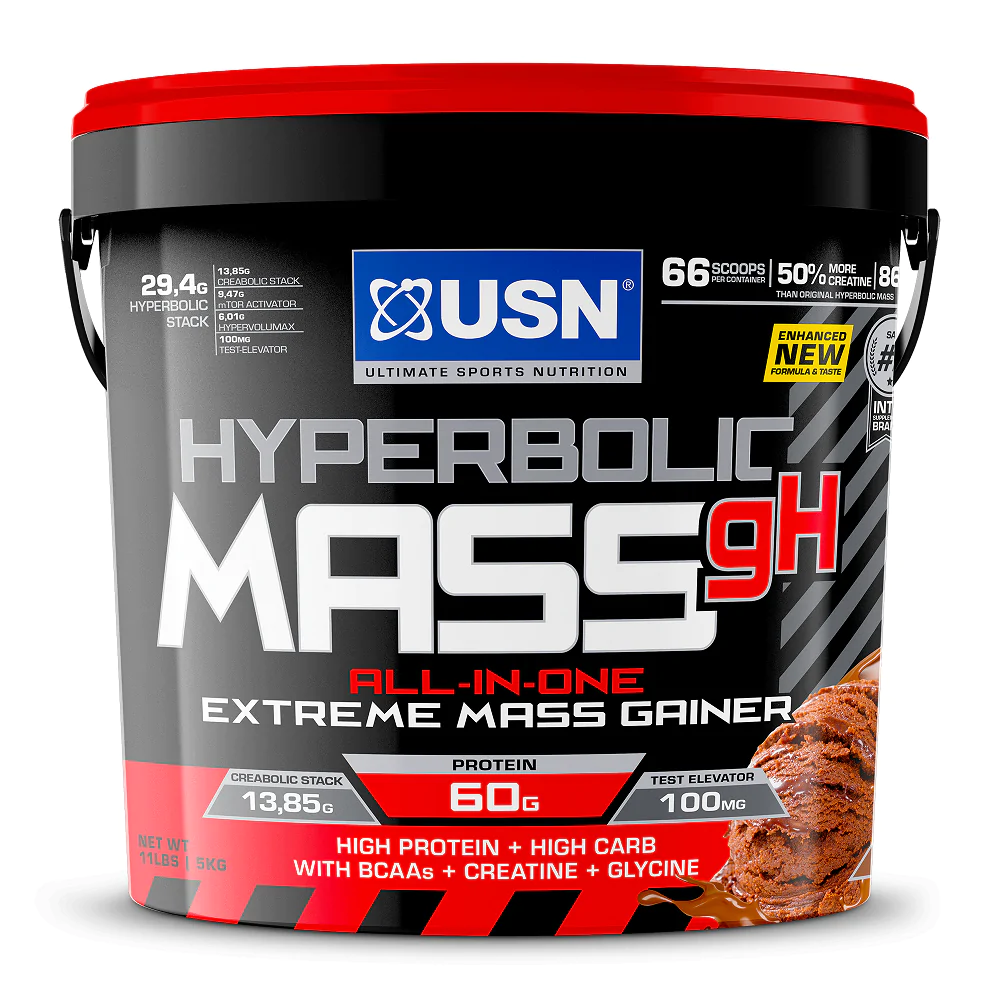 29,4G
HYPERBOLIC
STACK
13,85G
CREABOLIC STACK
9,47G
mTOR ACTIVATOR
6,01G
HYPERVOLUMAX
100MG
TEST-ELEVATOR
USN®
ULTIMATE SPORTS NUTRITION
66 SCOOPS
PER CONTAINER
50% MORE
CREATINE
THAN ORIGINAL HYPERBOLIC MASS
86
ENHANCED
NEW
FORMULA & TASTE
HYPERBOLIC
MASS gH
ALL-IN-ONE
EXTREME MASS GAINER
CREABOLIC STACK
13,85G
PROTEIN
60G
TEST ELEVATOR
100MG
NET WT
11LBS | 5KG
HIGH PROTEIN + HIGH CARB
WITH BCAAs + CREATINE + GLYCINE